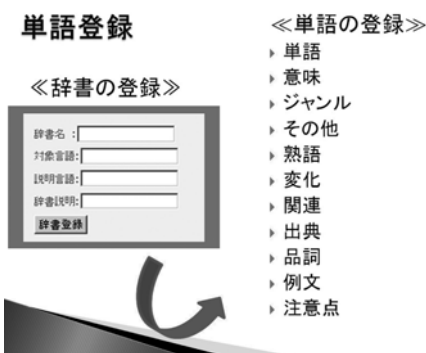 単語登録
≪辞書の登録≫
辞書名 :
対象言語:
説明言語:
辞書説明:
辞書登録
≪単語の登録≫
単語
意味
ジャンル
その他
熟語
変化
関連
出典
品詞
例文
注意点